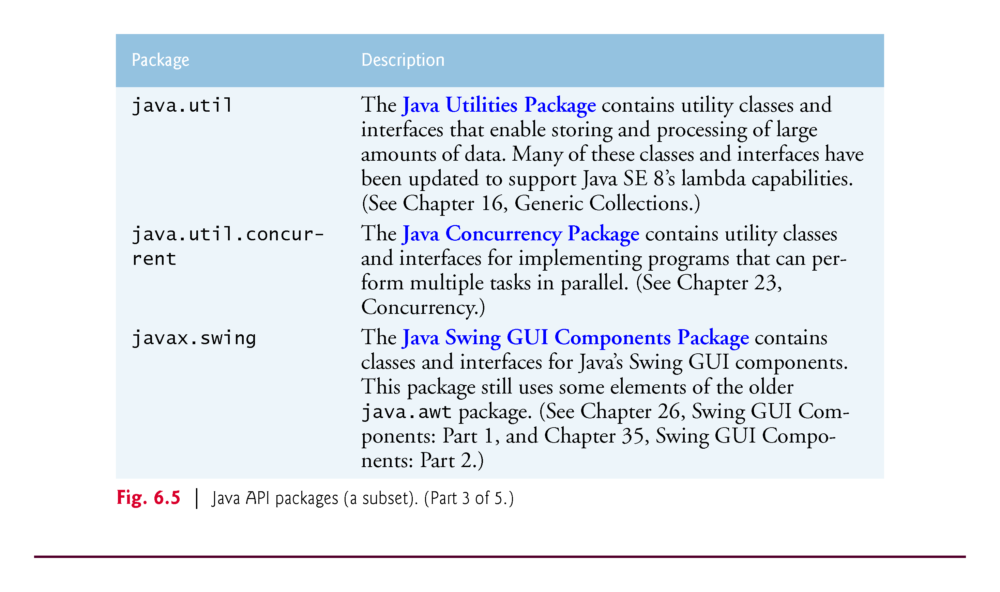 Package Description
java.util The Java Utilities Package contains utility classes and
interfaces that enable storing and processing of large
amounts of data. Many of these classes and interfaces have
been updated to support Java SE 8’s lambda capabilities.
(See Chapter 16, Generic Collections.)
java.util.concur- The Java Concurrency Package contains utility classes
rent and interfaces for implementing programs that can per-
form multiple tasks in parallel. (See Chapter 23,
Concurrency.)
javax.swing The Java Swing GUI Components Package contains
classes and interfaces for Java’s Swing GUI components.
This package still uses some elements of the older
java.awt package. (See Chapter 26, Swing GUI Com-
ponents: Part 1, and Chapter 35, Swing GUI Compo-
nents: Part 2.)
Fig. 6.5 | Java API packages (a subset). (Part 3 of 5.)